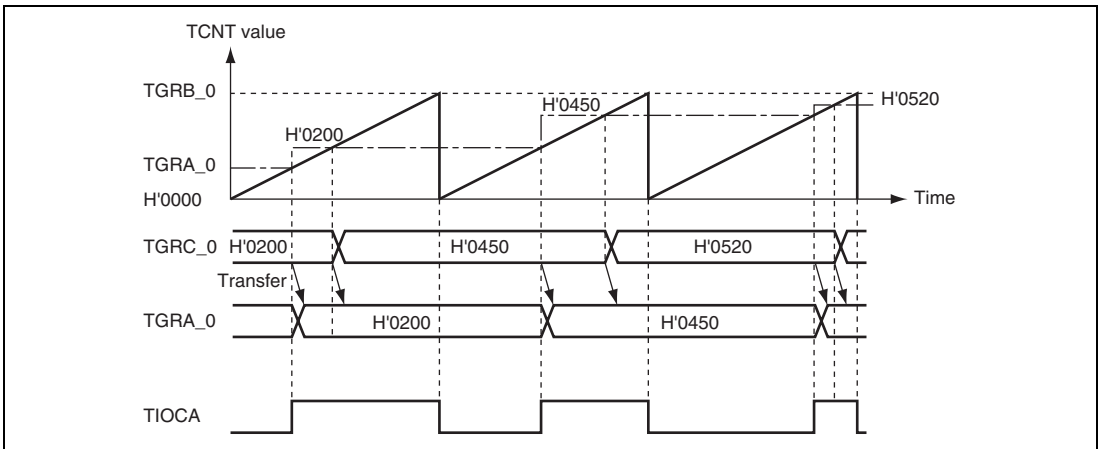 TCNT value
TGRB_0
H'0450
H'0520
H'0200
TGRA_0
H'0000
Time
TGRC_0 H'0200 H'0450 H'0520
Transfer
TGRA_0 H'0200 H'0450
TIOCA